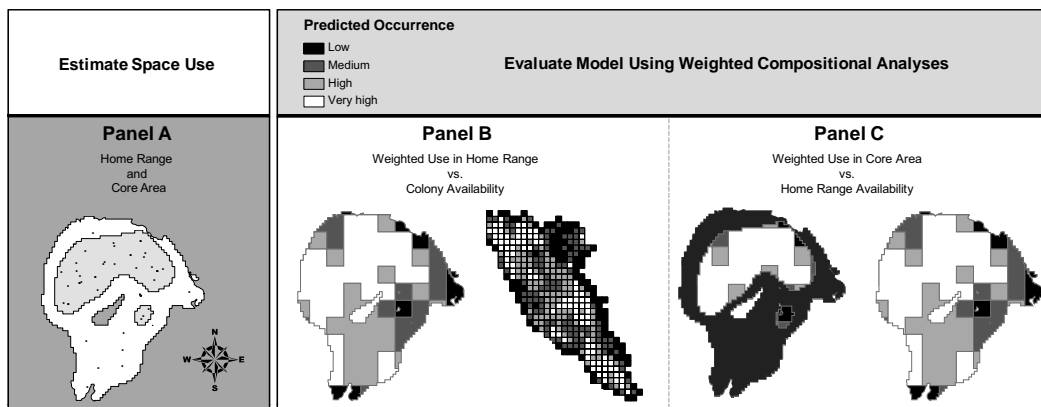 Estimate Space Use
Predicted Occurrence
Low
Medium
High
Very high
Evaluate Model Using Weighted Compositional Analyses
Panel A
Home Range
and
Core Area
N
W E
S
Panel B
Weighted Use in Home Range
vs.
Colony Availability
Panel C
Weighted Use in Core Area
vs.
Home Range Availability